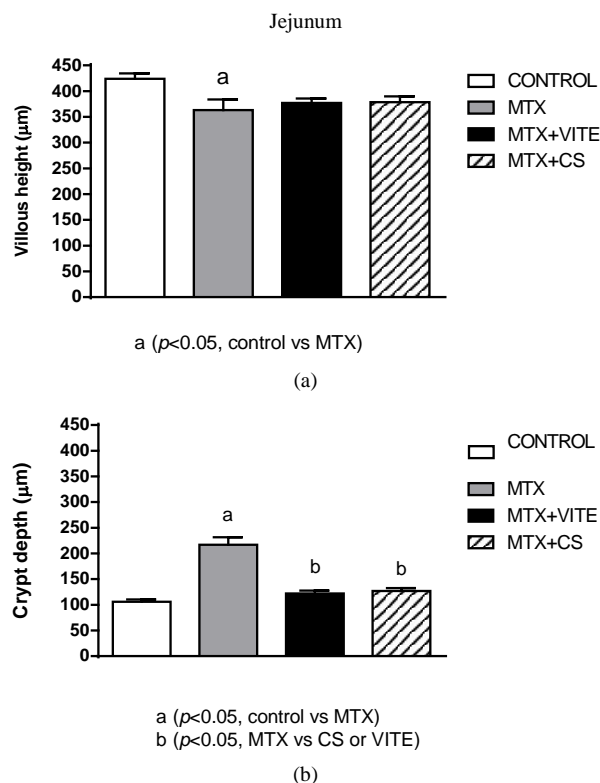 Jejunum
450
400
350
300
250
200
150
100
50
0
Villous height (µm)
a
CONTROL
MTX
MTX+VITE
MTX+CS
a (p<0.05, control vs MTX)
(a)
450
400
350
300
250
200
150
100
50
0
Crypt depth (µm)
a
b
b
CONTROL
MTX
MTX+VITE
MTX+CS
a (p<0.05, control vs MTX)
b (p<0.05, MTX vs CS or VITE)
(b)